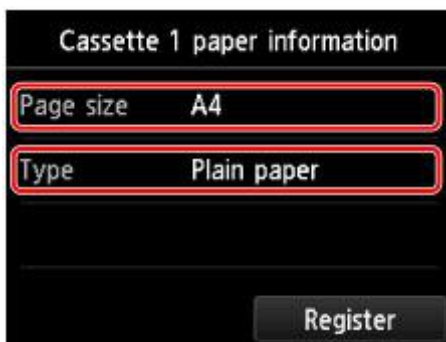 Cassette 1 paper information
Page size A4
Type Plain paper
Register